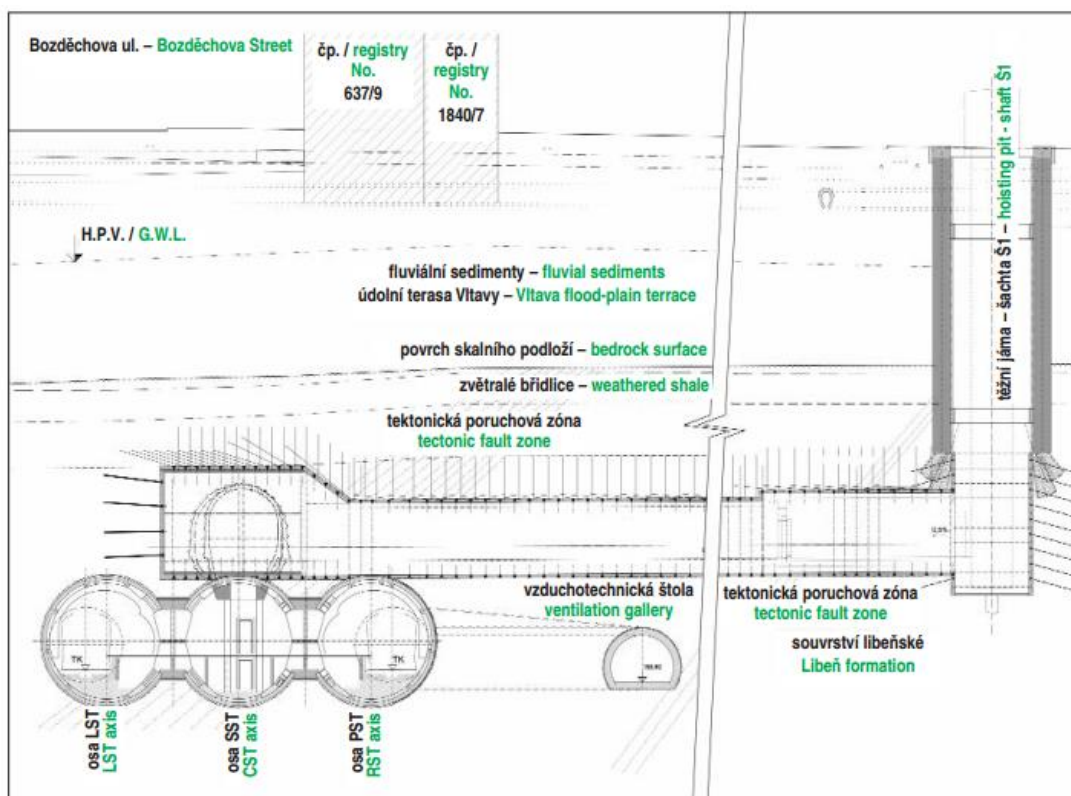 Bozděchova ul. – Bozděchova Street
čp. / registry
No.
637/9
čp. /
registry
No.
1840/7
těžní jáma – šachta Š1 – hoisting pit - shaft Š1
H.P.V. / G.W.L.
fluviální sedimenty – fluvial sediments
údolní terasa Vltavy – Vltava flood-plain terrace
povrch skalního podloží – bedrock surface
zvětralé břidlice – weathered shale
tektonická poruchová zóna
tectonic fault zone
vzduchotechnická štola
ventilation gallery
tektonická poruchová zóna
tectonic fault zone
souvrství libeňské
Libeň formation
TK
TK
osa LST
LST axis
osa SST
CST axis
osa PST
RST axis